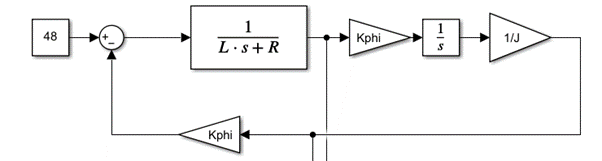 48
+
−
1
L · s + R
Kphi
1
s
1/J
Kphi